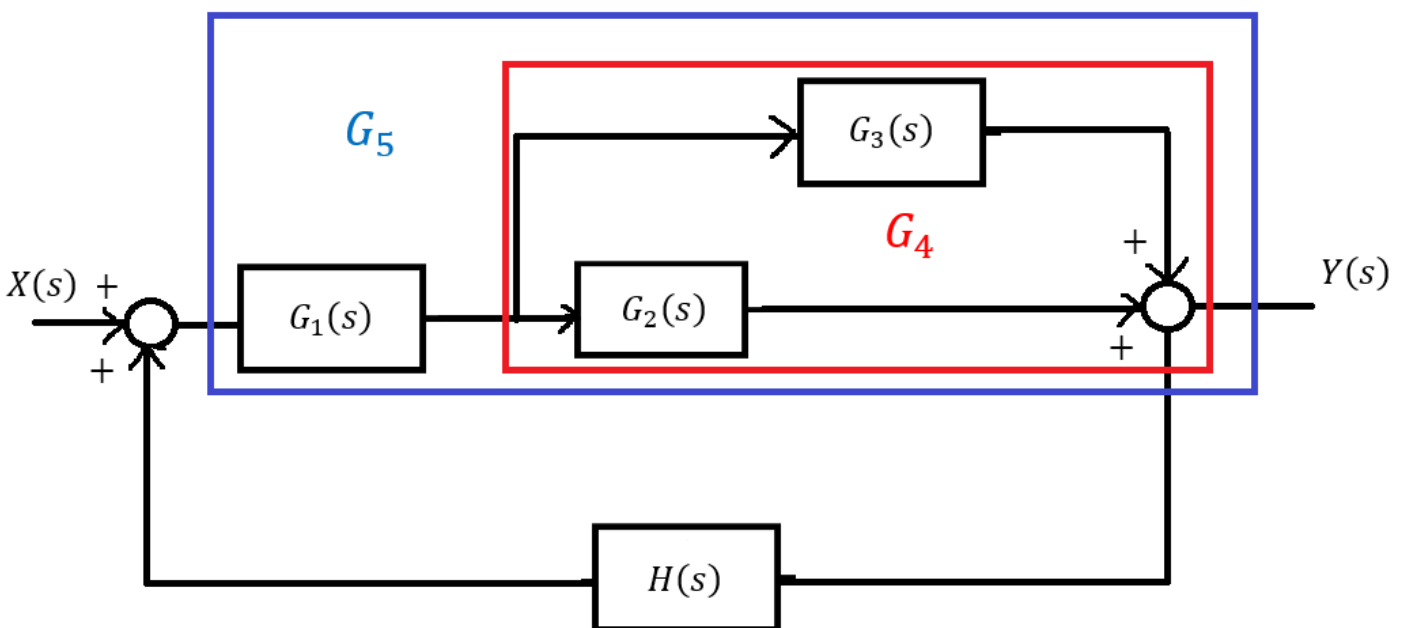 G₅
G₃(s)
G₄
+
X(s)
+
G₁(s)
G₂(s)
Y(s)
+
+
H(s)